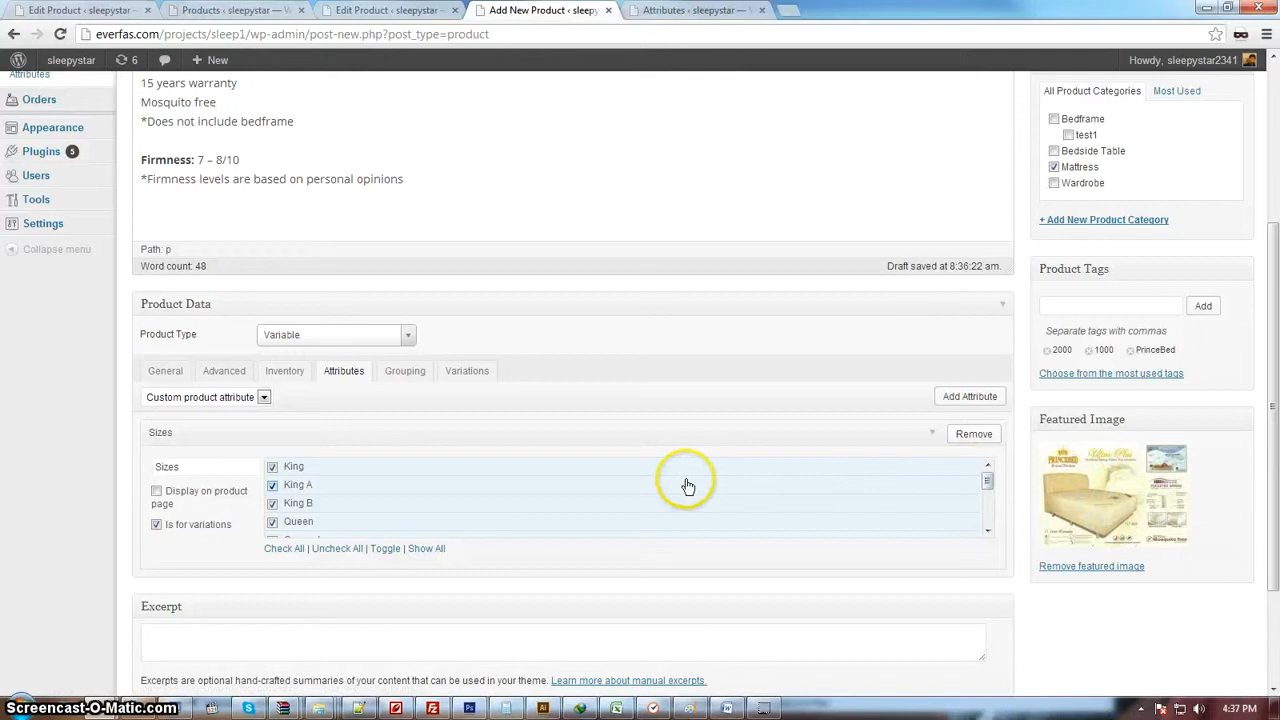 Edit Product ‹ sleepystar
Products ‹ sleepystar — W
Edit Product ‹ sleepystar —
Add New Product ‹ sleepys
Attributes ‹ sleepystar — W
everfas.com/projects/sleep1/wp-admin/post-new.php?post_type=product
sleepystar
6
New
Howdy, sleepystar2341
Attributes
Orders
Appearance
Plugins 5
Users
Tools
Settings
Collapse menu
15 years warranty
Mosquito free
*Does not include bedframe
Firmness: 7 – 8/10
*Firmness levels are based on personal opinions
Path: p
Word count: 48
Draft saved at 8:36:22 am.
Product Data
Product Type
Variable
General
Advanced
Inventory
Attributes
Grouping
Variations
Custom product attribute
Add Attribute
Sizes
Remove
Sizes
Display on product
page
Is for variations
King
King A
King B
Queen
Check All | Uncheck All | Toggle | Show All
Excerpt
Excerpts are optional hand-crafted summaries of your content that can be used in your theme. Learn more about manual excerpts.
All Product Categories
Most Used
Bedframe
test1
Bedside Table
Mattress
Wardrobe
+ Add New Product Category
Product Tags
Add
Separate tags with commas
2000
1000
PrinceBed
Choose from the most used tags
Featured Image
PRINCEBED
Remove featured image
Screencast-O-Matic.com
4:37 PM